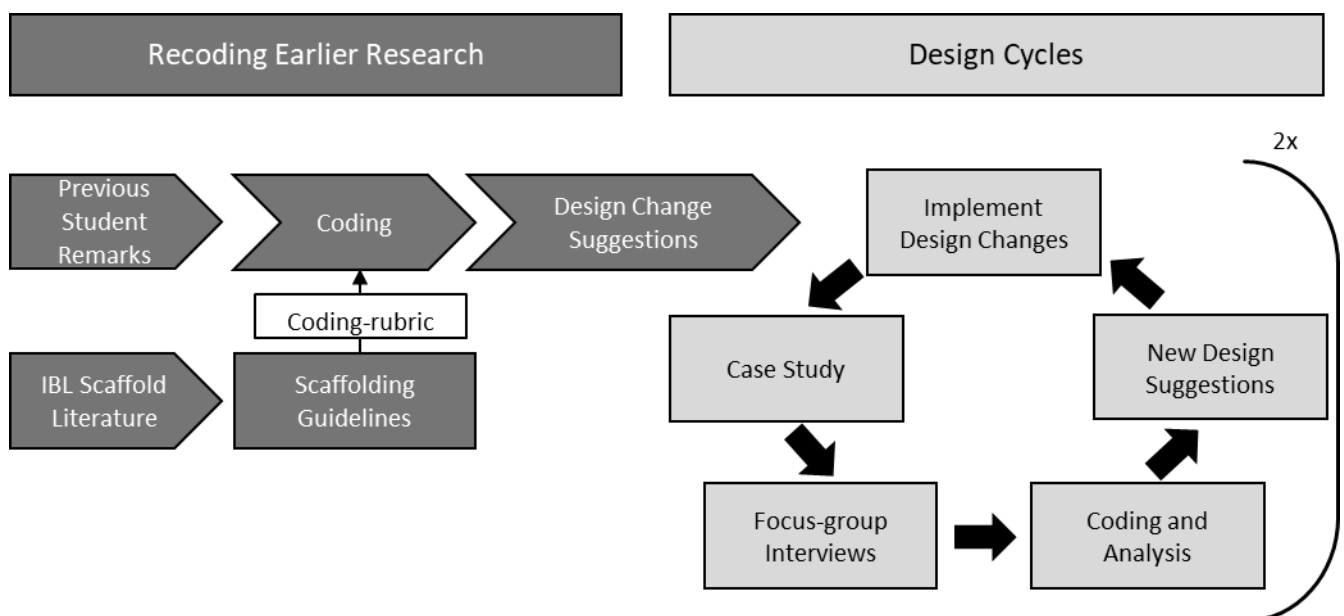 Recoding Earlier Research
Design Cycles
2x
Previous
Student
Remarks
Coding
Design Change
Suggestions
Implement
Design Changes
Coding-rubric
IBL Scaffold
Literature
Scaffolding
Guidelines
Case Study
New Design
Suggestions
Focus-group
Interviews
Coding and
Analysis